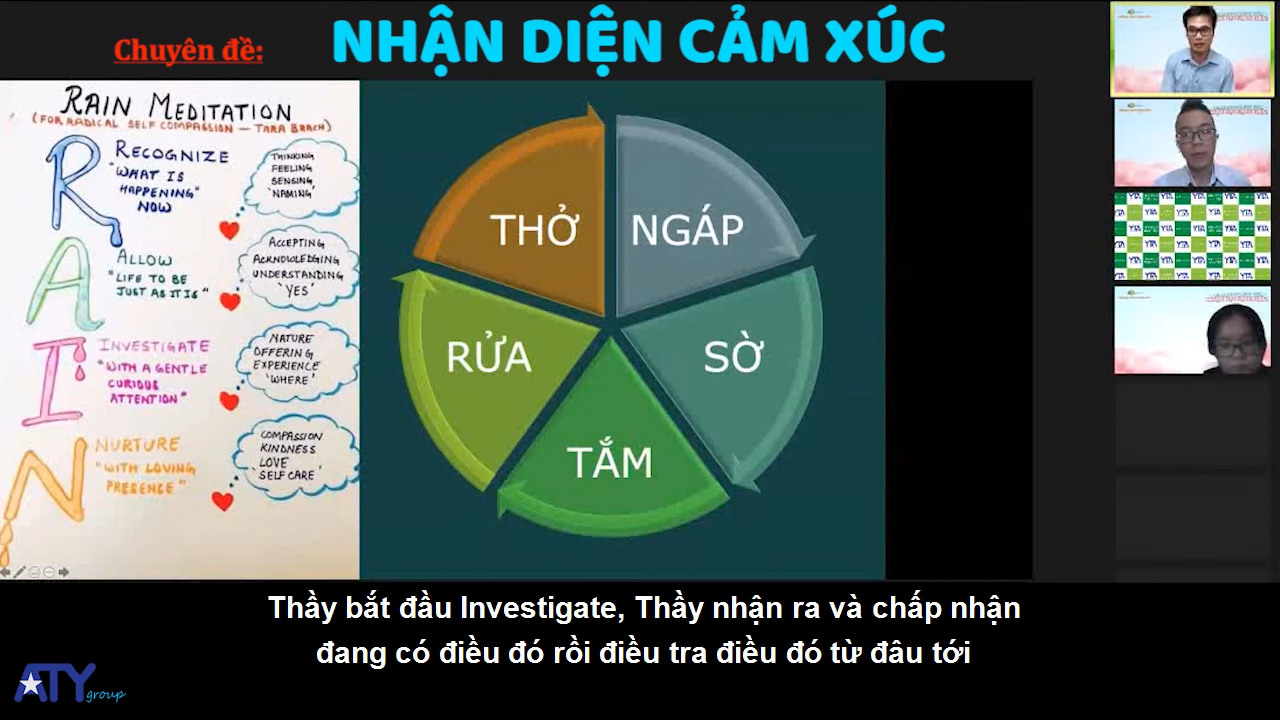 Chuyên đề:
NHẬN DIỆN CẢM XÚC
RAIN MEDITATION
(FOR RADICAL SELF COMPASSION — TARA BRACH)
RECOGNIZE
"WHAT IS
HAPPENING"
NOW
THINKING
FEELING
SENSING
'NAMING'
ALLOW
"LIFE TO BE
JUST AS IT IS"
ACCEPTING
ACKNOWLEDGING
UNDERSTANDING
'YES'
INVESTIGATE
"WITH A GENTLE
CURIOUS
ATTENTION"
NATURE
OFFERING
EXPERIENCE
'WHERE'
NURTURE
"WITH LOVING
PRESENCE"
COMPASSION
KINDNESS
LOVE
'SELF CARE'
THỞ
NGÁP
RỬA
SỜ
TẮM
YTA
Thầy bắt đầu Investigate, Thầy nhận ra và chấp nhận
đang có điều đó rồi điều tra điều đó từ đâu tới
ATY group